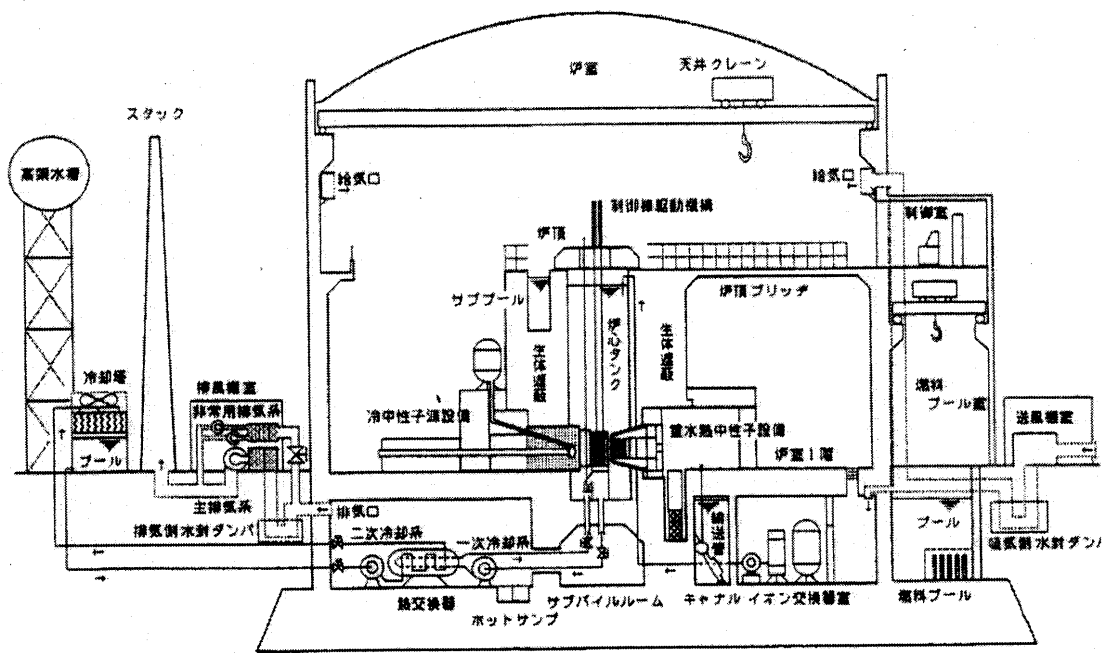 炉室
天井クレーン
スタック
高架水槽
給気口
給気口
制御棒駆動機構
制御室
炉頂
サブプール
炉頂ブリッヂ
生体遮蔽
炉心タンク
生体遮蔽
冷却塔
排風機室
非常用排気系
冷中性子源設備
重水熱中性子設備
燃料
プール室
送風機室
プール
炉室1階
主排気系
排気口
排気側水封ダンパ
二次冷却系
一次冷却系
輸送管
プール
吸気側水封ダンパ
熱交換器
ホットサンプ
サブパイルルーム
キャナル
イオン交換器室
燃料プール